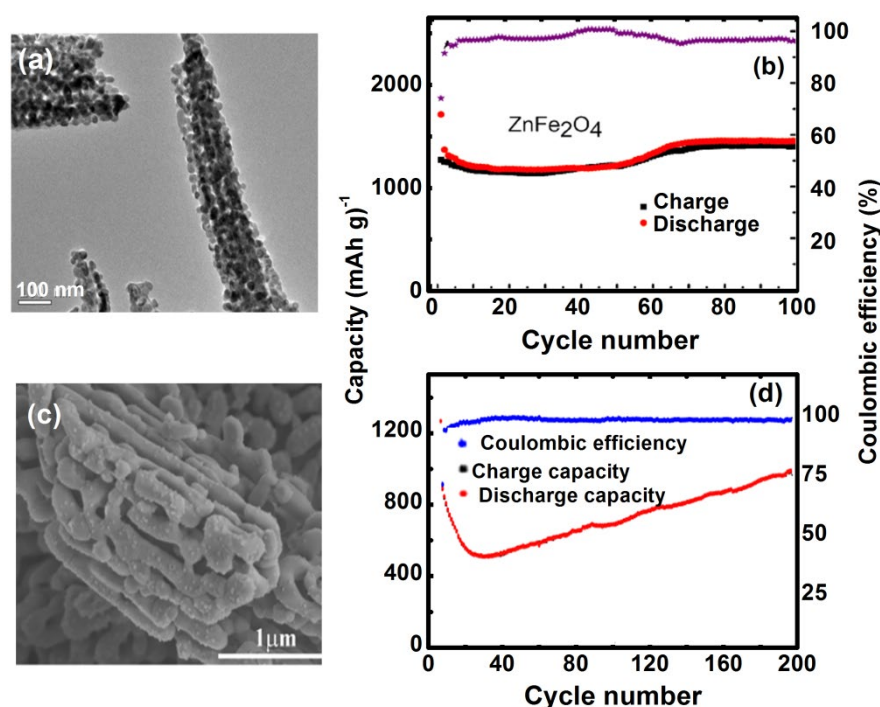 (a)
100 nm
(b)
ZnFe₂O₄
Charge
Discharge
2000
1000
0
0
20
40
60
80
100
100
80
60
40
20
Cycle number
Capacity (mAh g)⁻¹
Coulombic efficiency (%)
(c)
1μm
(d)
Coulombic efficiency
Charge capacity
Discharge capacity
1200
800
400
0
0
40
80
120
160
200
100
75
50
25
Cycle number